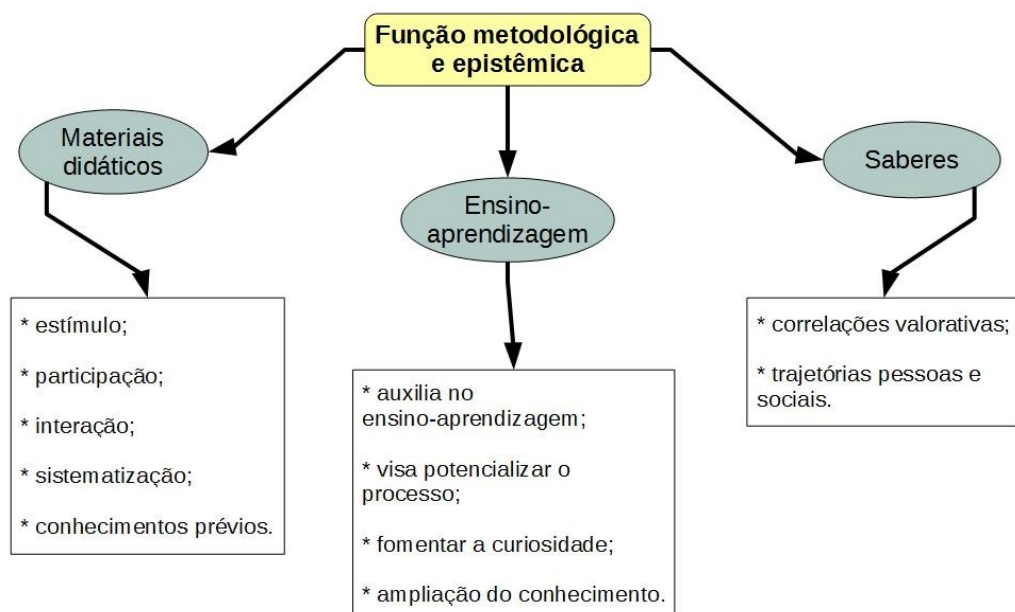 Função metodológica
e epistêmica
Materiais
didáticos
Ensino-
aprendizagem
Saberes
* estímulo;
* participação;
* interação;
* sistematização;
* conhecimentos prévios.
* auxilia no
ensino-aprendizagem;
* visa potencializar o
processo;
* fomentar a curiosidade;
* ampliação do conhecimento.
* correlações valorativas;
* trajetórias pessoas e
sociais.